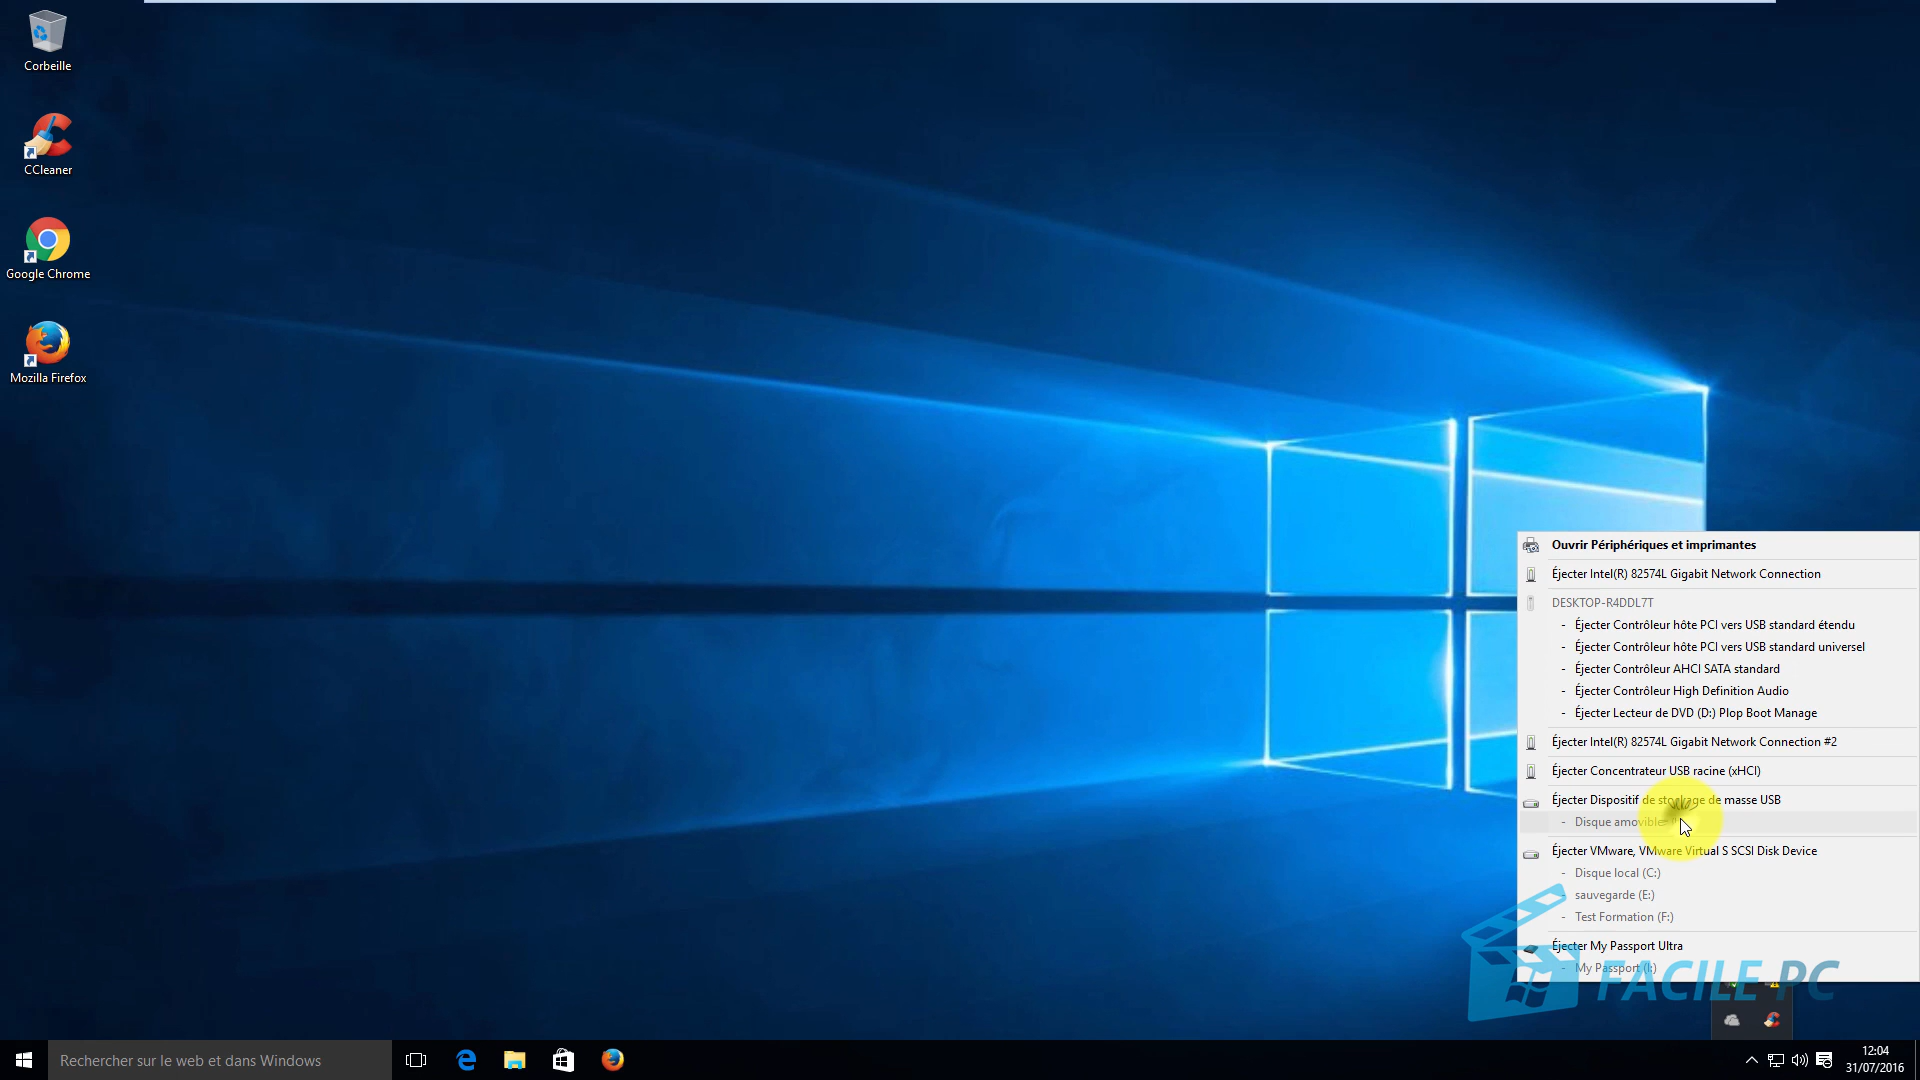 Corbeille
CCleaner
Google Chrome
Mozilla Firefox
Ouvrir Périphériques et imprimantes
Éjecter Intel(R) 82574L Gigabit Network Connection
DESKTOP-R4DDL7T
- Éjecter Contrôleur hôte PCI vers USB standard étendu
- Éjecter Contrôleur hôte PCI vers USB standard universel
- Éjecter Contrôleur AHCI SATA standard
- Éjecter Contrôleur High Definition Audio
- Éjecter Lecteur de DVD (D:) Plop Boot Manage
Éjecter Intel(R) 82574L Gigabit Network Connection #2
Éjecter Concentrateur USB racine (xHCI)
Éjecter Dispositif de stockage de masse USB
- Disque amovible
Éjecter VMware, VMware Virtual S SCSI Disk Device
- Disque local (C:)
- sauvegarde (E:)
- Test Formation (F:)
Éjecter My Passport Ultra
- My Passport (I:)
FACILE PC
Rechercher sur le web et dans Windows
12:04
31/07/2016